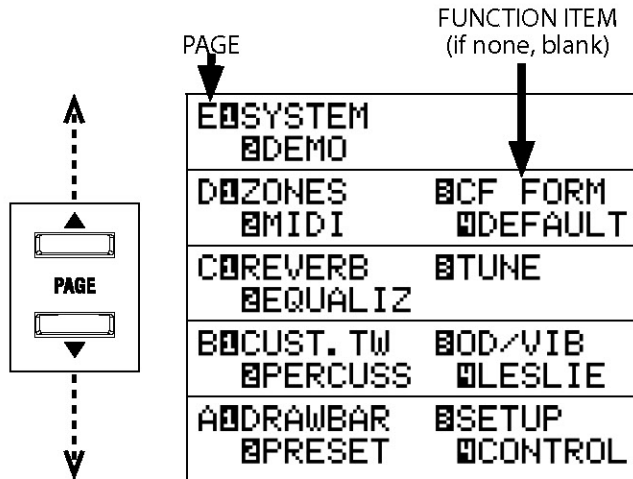 FUNCTION ITEM
PAGE (if none, blank)
E1SYSTEM
2DEMO
D1ZONES 3CF FORM
2MIDI 4DEFAULT
PAGE
C1REVERB 3TUNE
2EQUALIZ
B1CUST.TW 3OD/VIB
2PERCUSS 4LESLIE
A1DRAWBAR 3SETUP
2PRESET 4CONTROL